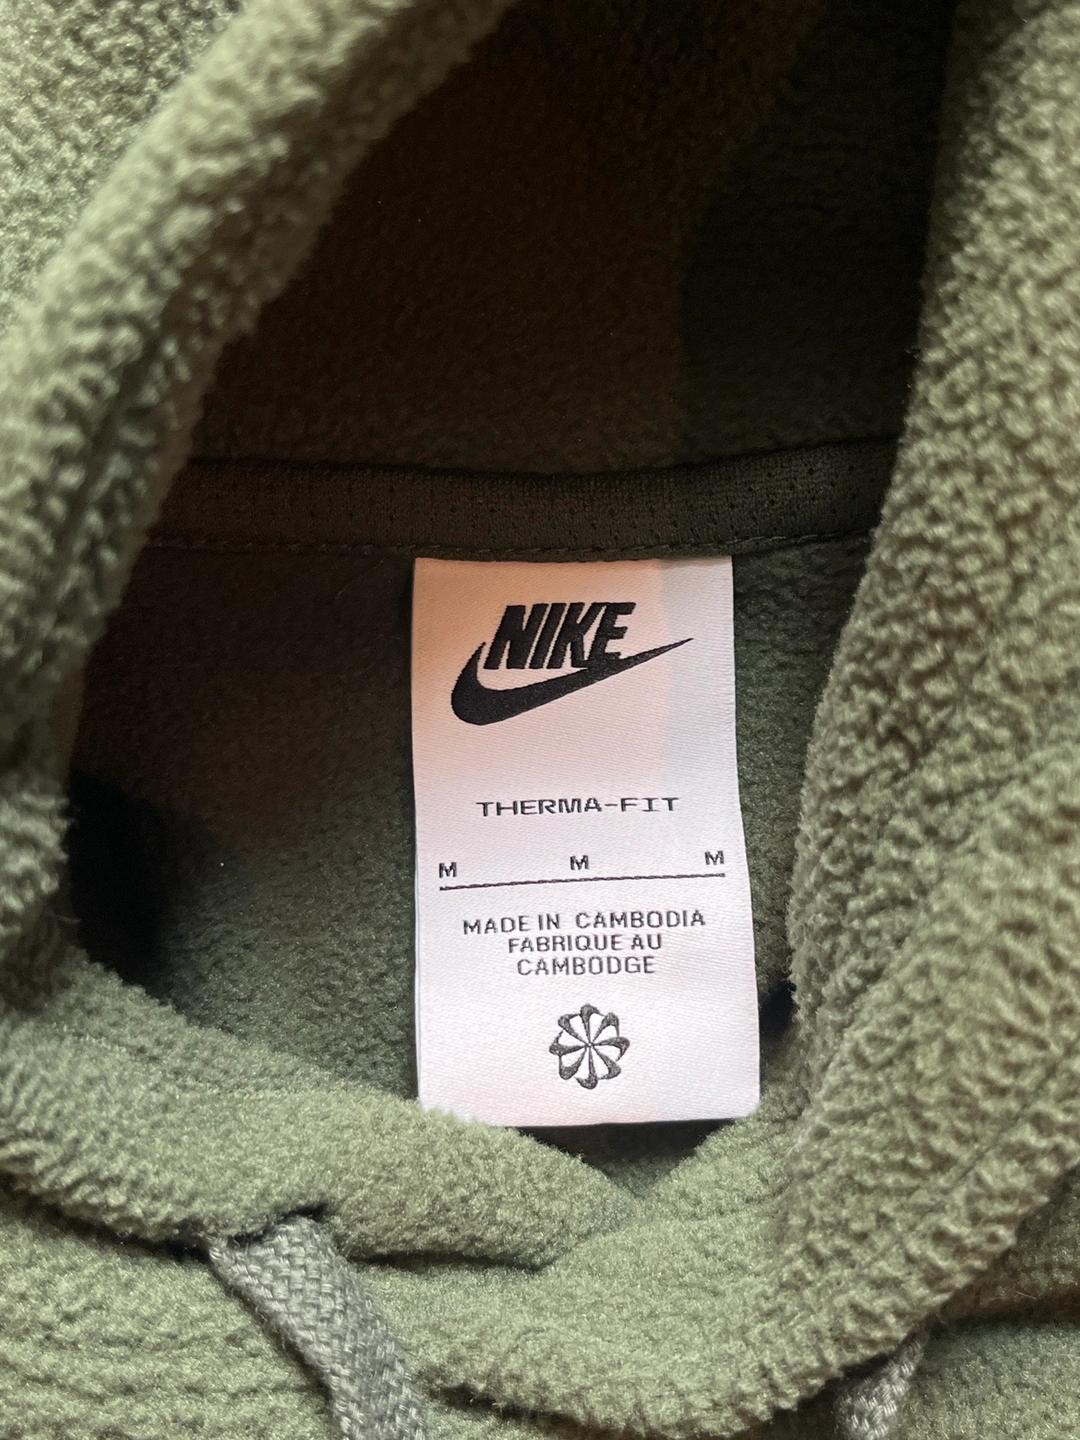 NIKE
THERMA-FIT
M M M
MADE IN CAMBODIA
FABRIQUE AU
CAMBODGE